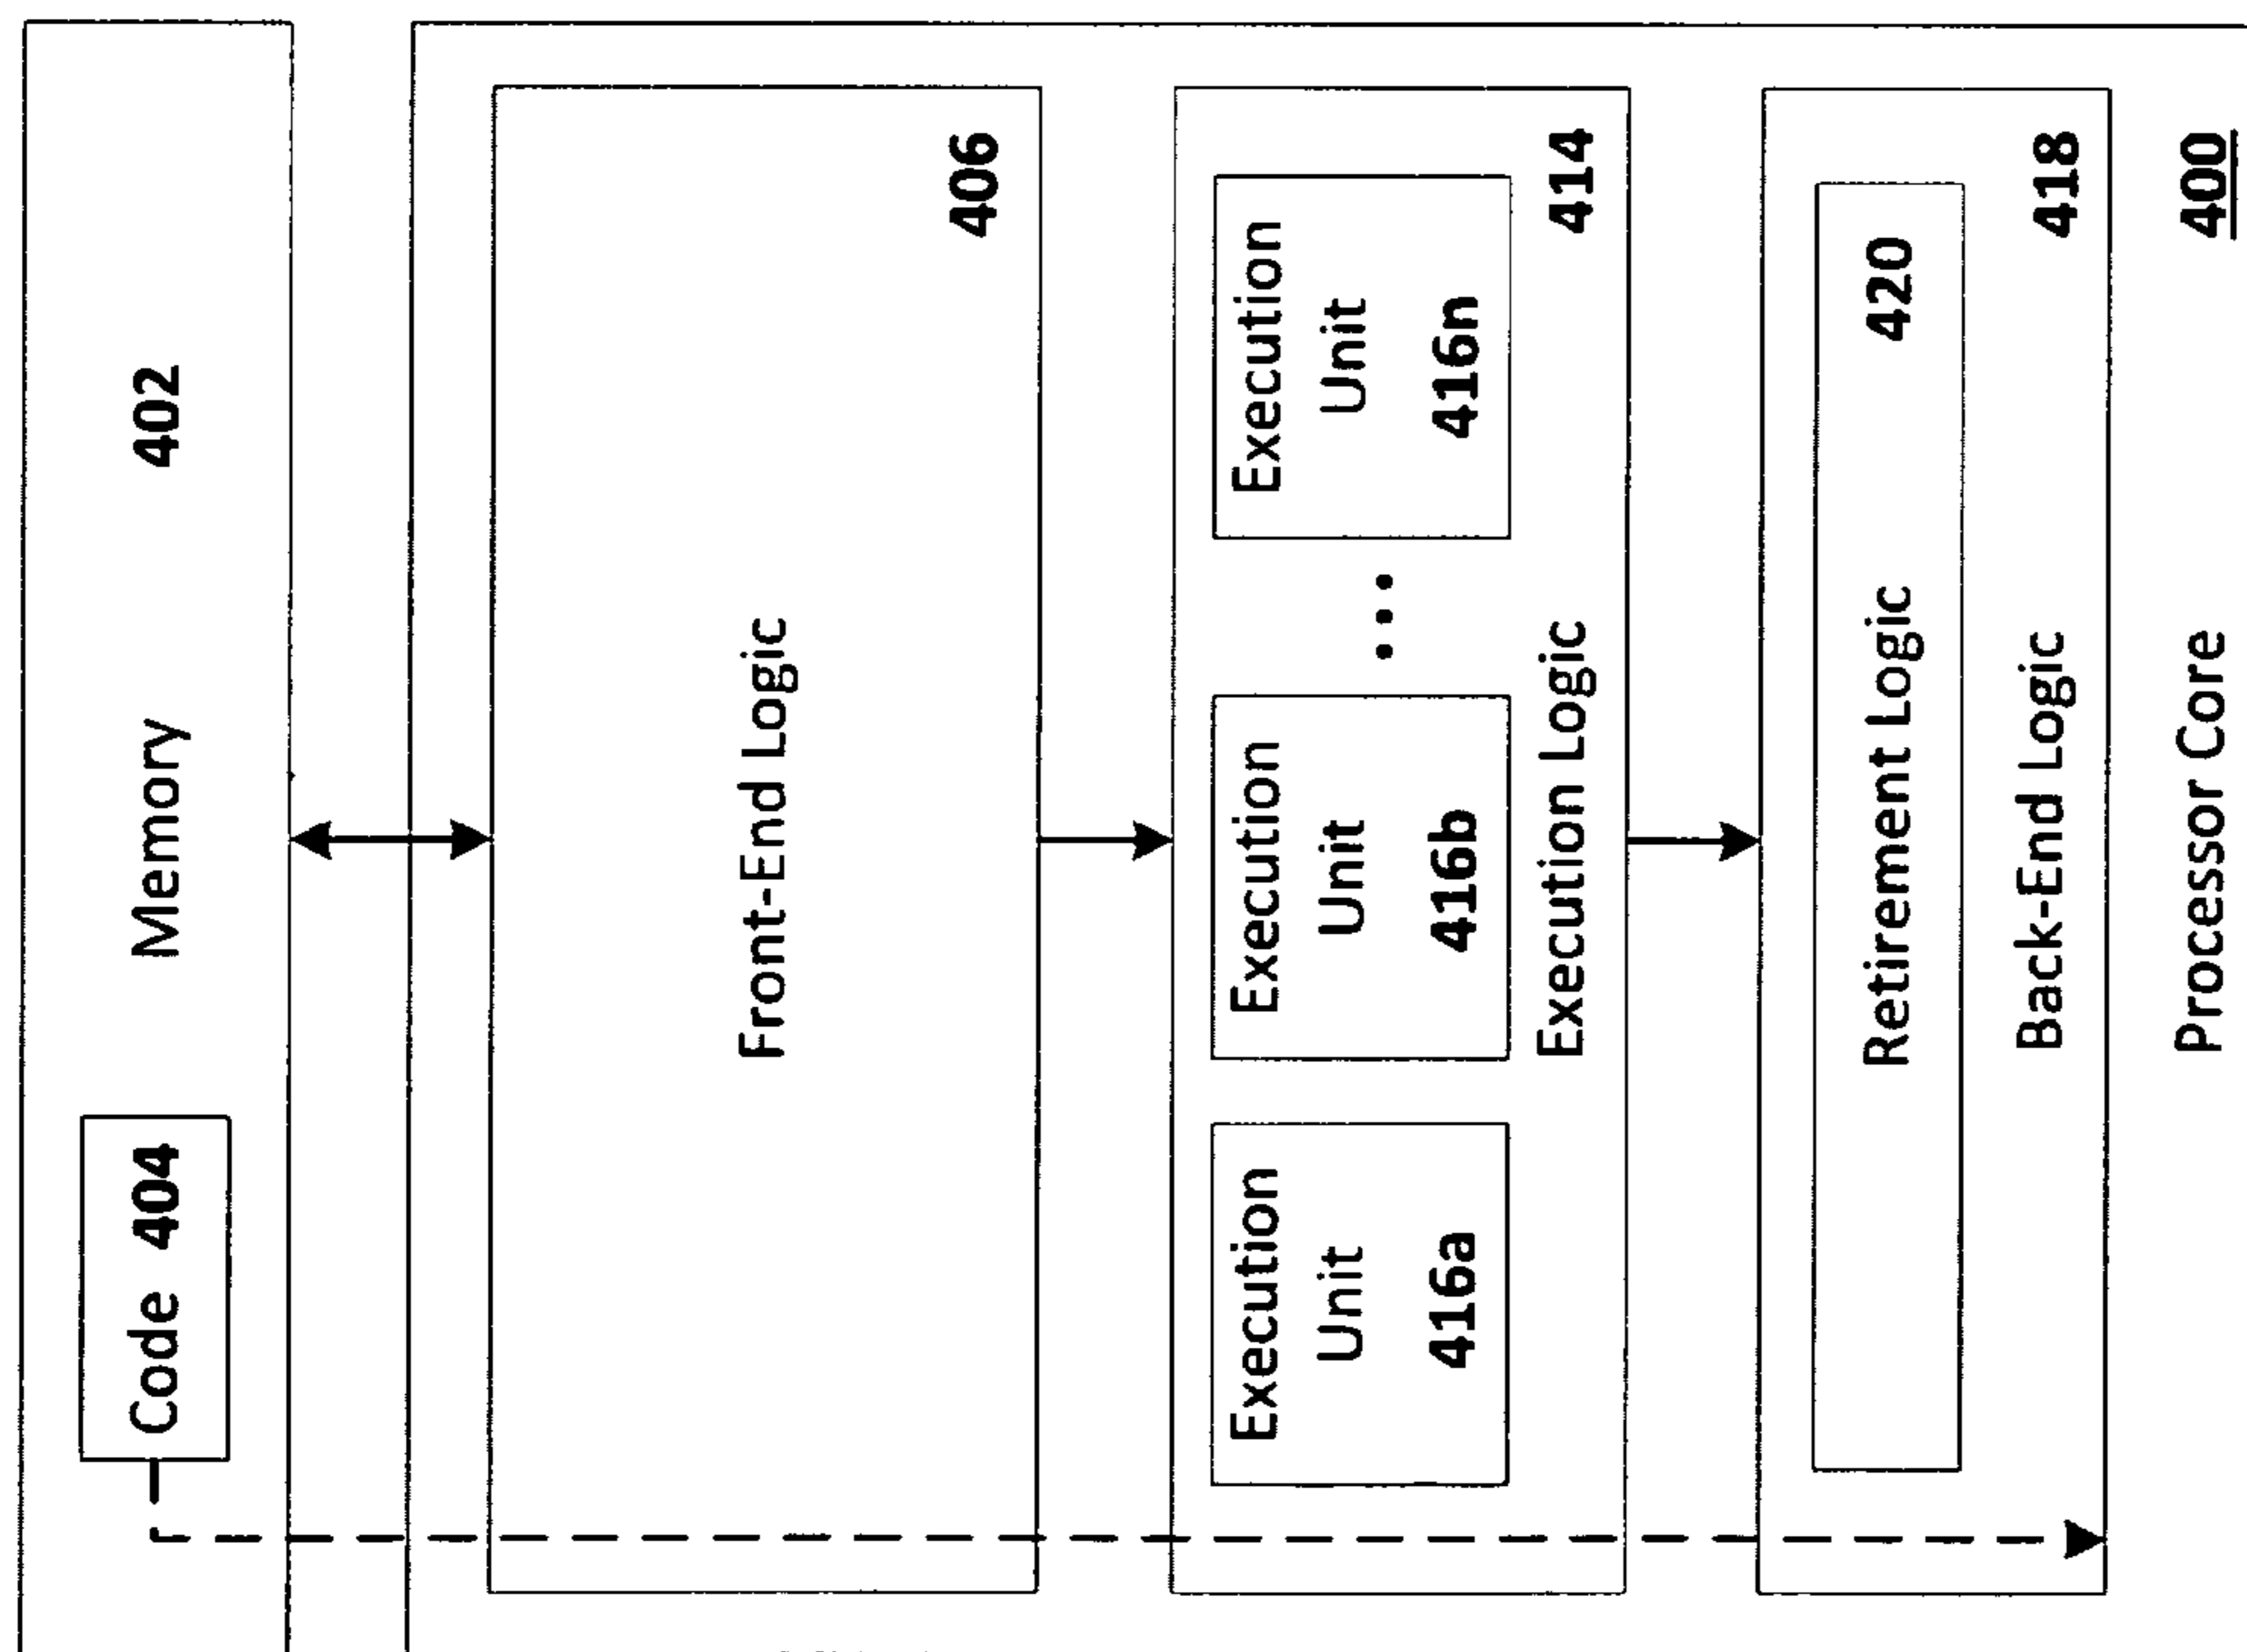 Code 404
Memory
402
Front-End Logic
406
Execution
Unit
416a
Execution
Unit
416b
...
Execution
Unit
416n
Execution Logic
414
Retirement Logic
420
Back-End Logic
418
Processor Core
400